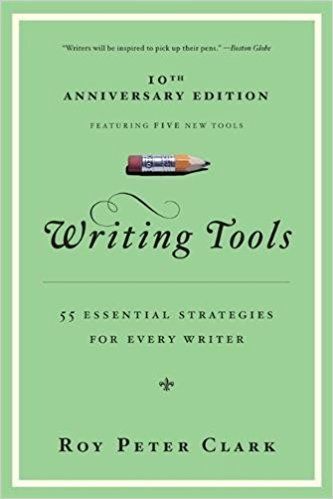 "Writers will be inspired to pick up their pens." —Boston Globe
10TH
ANNIVERSARY EDITION
FEATURING FIVE NEW TOOLS
Writing Tools
55 ESSENTIAL STRATEGIES
FOR EVERY WRITER
ROY PETER CLARK